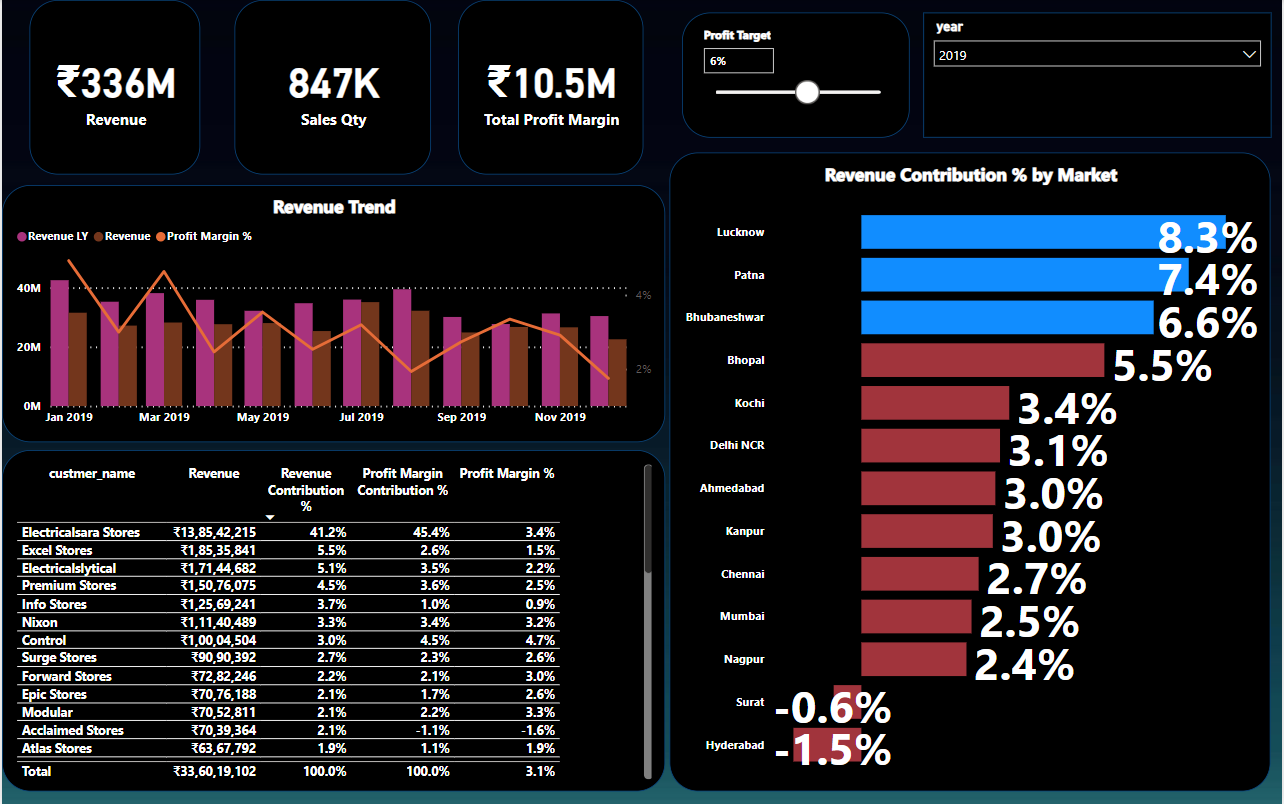 ₹336M
Revenue
847K
Sales Qty
₹10.5M
Total Profit Margin
Profit Target
6%
year
2019
Revenue Trend
Revenue LY Revenue Profit Margin %
40M
20M
0M
4%
2%
Jan 2019 Mar 2019 May 2019 Jul 2019 Sep 2019 Nov 2019
custmer_name Revenue Revenue Contribution % Profit Margin Contribution % Profit Margin %
Electricalsara Stores ₹13,85,42,215 41.2% 45.4% 3.4%
Excel Stores ₹1,85,35,841 5.5% 2.6% 1.5%
Electricalslytical ₹1,71,44,682 5.1% 3.5% 2.2%
Premium Stores ₹1,50,76,075 4.5% 3.6% 2.5%
Info Stores ₹1,25,69,241 3.7% 1.0% 0.9%
Nixon ₹1,11,40,489 3.3% 3.4% 3.2%
Control ₹1,00,04,504 3.0% 4.5% 4.7%
Surge Stores ₹90,90,392 2.7% 2.3% 2.6%
Forward Stores ₹72,82,246 2.2% 2.1% 3.0%
Epic Stores ₹70,76,188 2.1% 1.7% 2.6%
Modular ₹70,52,811 2.1% 2.2% 3.3%
Acclaimed Stores ₹70,39,364 2.1% -1.1% -1.6%
Atlas Stores ₹63,67,792 1.9% 1.1% 1.9%
Total ₹33,60,19,102 100.0% 100.0% 3.1%
Revenue Contribution % by Market
Lucknow 8.3%
Patna 7.4%
Bhubaneshwar 6.6%
Bhopal 5.5%
Kochi 3.4%
Delhi NCR 3.1%
Ahmedabad 3.0%
Kanpur 3.0%
Chennai 2.7%
Mumbai 2.5%
Nagpur 2.4%
Surat -0.6%
Hyderabad -1.5%